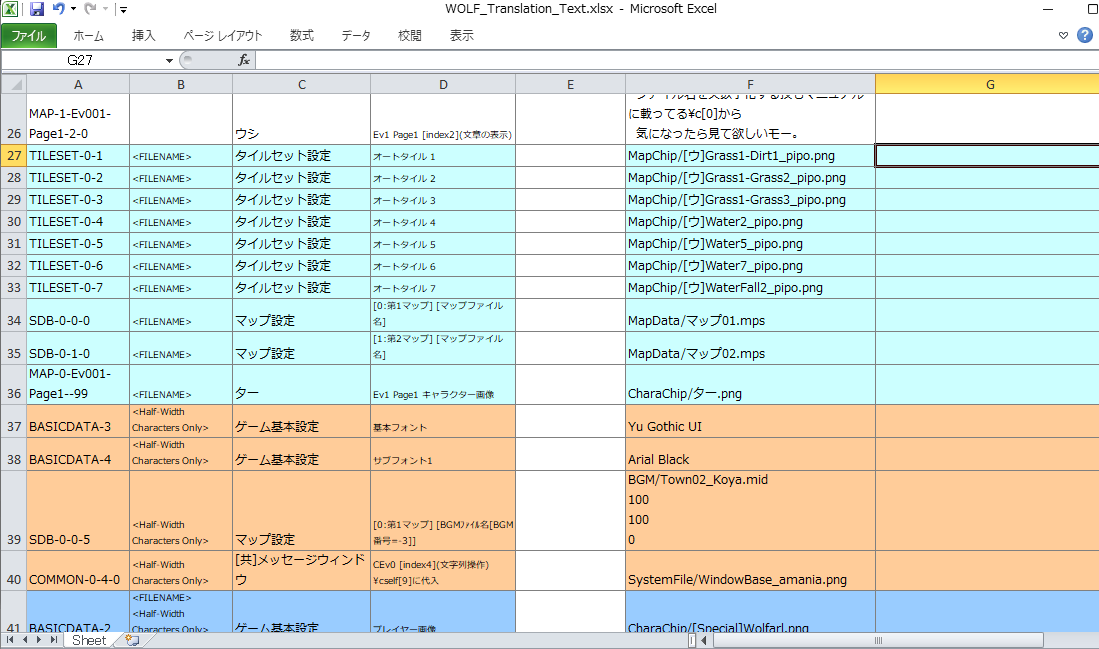 WOLF_Translation_Text.xlsx - Microsoft Excel
ファイル ホーム 挿入 ページ レイアウト 数式 データ 校閲 表示
G27 fx
A B C D E F G
に載ってる¥c[0]から
MAP-1-Ev001-
26 Page1-2-0 ウシ Ev1 Page1 [index2](文章の表示) 気になったら見て欲しいモー。
27 TILESET-0-1 <FILENAME> タイルセット設定 オートタイル 1 MapChip/[ウ]Grass1-Dirt1_pipo.png
28 TILESET-0-2 <FILENAME> タイルセット設定 オートタイル 2 MapChip/[ウ]Grass1-Grass2_pipo.png
29 TILESET-0-3 <FILENAME> タイルセット設定 オートタイル 3 MapChip/[ウ]Grass1-Grass3_pipo.png
30 TILESET-0-4 <FILENAME> タイルセット設定 オートタイル 4 MapChip/[ウ]Water2_pipo.png
31 TILESET-0-5 <FILENAME> タイルセット設定 オートタイル 5 MapChip/[ウ]Water5_pipo.png
32 TILESET-0-6 <FILENAME> タイルセット設定 オートタイル 6 MapChip/[ウ]Water7_pipo.png
33 TILESET-0-7 <FILENAME> タイルセット設定 オートタイル 7 MapChip/[ウ]WaterFall2_pipo.png
[0:第1マップ] [マップファイル
34 SDB-0-0-0 <FILENAME> マップ設定 名] MapData/マップ01.mps
[1:第2マップ] [マップファイル
35 SDB-0-1-0 <FILENAME> マップ設定 名] MapData/マップ02.mps
MAP-0-Ev001-
36 Page1--99 <FILENAME> ター Ev1 Page1 キャラクター画像 CharaChip/ター.png
<Half-Width
37 BASICDATA-3 Characters Only> ゲーム基本設定 基本フォント Yu Gothic UI
<Half-Width
38 BASICDATA-4 Characters Only> ゲーム基本設定 サブフォント1 Arial Black
BGM/Town02_Koya.mid
100
<Half-Width [0:第1マップ] [BGMファイル名[BGM 100
39 SDB-0-0-5 Characters Only> マップ設定 番号=-3]] 0
<Half-Width [共]メッセージウィンド CEv0 [index4](文字列操作)
40 COMMON-0-4-0 Characters Only> ウ ¥cself[9]に代入 SystemFile/WindowBase_amania.png
<FILENAME>
<Half-Width
41 BASICDATA-2 Characters Only> ゲーム基本設定 プレイヤー画像 CharaChip/[Special]Wolfarl.png
Sheet